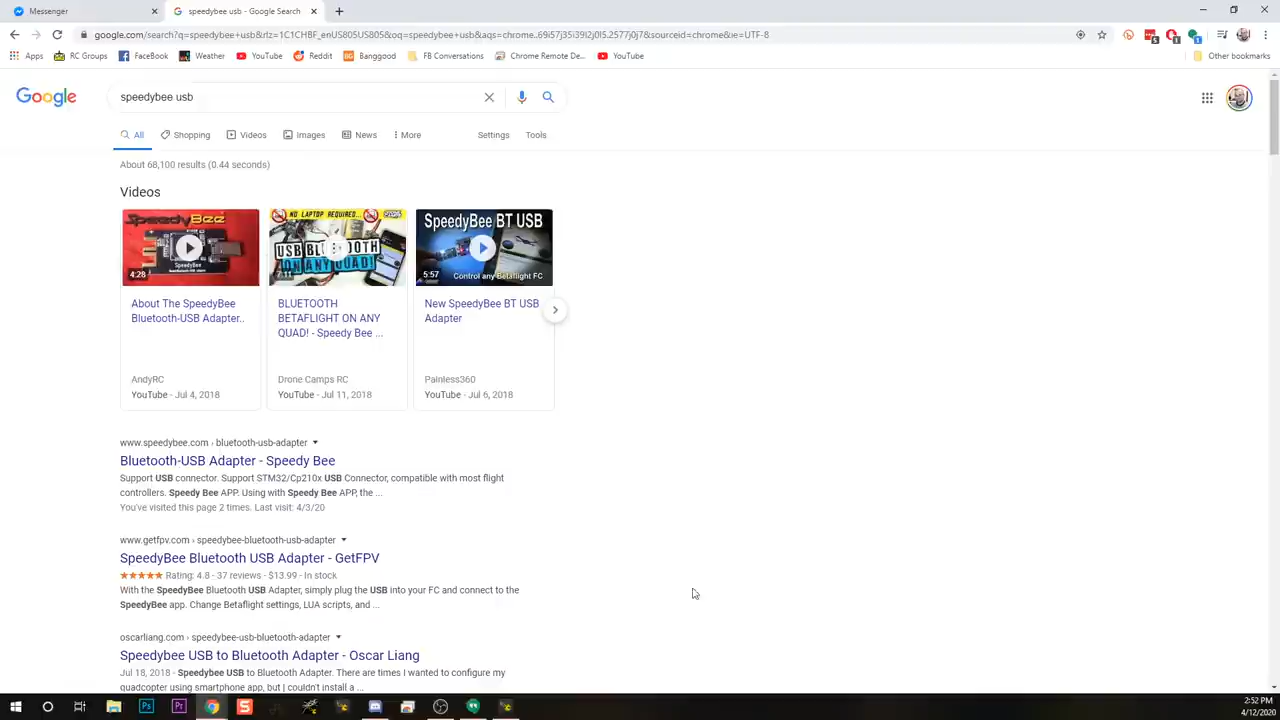 Messenger
speedybee usb - Google Search
google.com/search?q=speedybee+usb&rlz=1C1CHBF_enUS805US805&oq=speedybee+usb&aqs=chrome..69i57j35i39l2j0l5.2577j0j7&sourceid=chrome&ie=UTF-8
Apps RC Groups FaceBook Weather YouTube Reddit Banggood FB Conversations Chrome Remote De... YouTube Other bookmarks
Google
speedybee usb
All Shopping Videos Images News More Settings Tools
About 68,100 results (0.44 seconds)
Videos
SpeedyBee
4:28
About The SpeedyBee
Bluetooth-USB Adapter..
AndyRC
YouTube - Jul 4, 2018
NO LAPTOP REQUIRED...
7:11
BLUETOOTH
BETAFLIGHT ON ANY
QUAD! - Speedy Bee ...
Drone Camps RC
YouTube - Jul 11, 2018
SpeedyBee BT USB
5:57
Control any Betaflight FC
New SpeedyBee BT USB
Adapter
Painless360
YouTube - Jul 6, 2018
www.speedybee.com › bluetooth-usb-adapter
Bluetooth-USB Adapter - Speedy Bee
Support USB connector. Support STM32/Cp210x USB Connector, compatible with most flight
controllers. Speedy Bee APP. Using with Speedy Bee APP, the ...
You've visited this page 2 times. Last visit: 4/3/20
www.getfpv.com › speedybee-bluetooth-usb-adapter
SpeedyBee Bluetooth USB Adapter - GetFPV
Rating: 4.8 - 37 reviews - $13.99 - In stock
With the SpeedyBee Bluetooth USB Adapter, simply plug the USB into your FC and connect to the
SpeedyBee app. Change Betaflight settings, LUA scripts, and ...
oscarliang.com › speedybee-usb-bluetooth-adapter
Speedybee USB to Bluetooth Adapter - Oscar Liang
Jul 18, 2018 - Speedybee USB to Bluetooth Adapter. There are times I wanted to configure my
quadcopter using smartphone app, but I couldn't install a ...
2:52 PM
4/12/2020